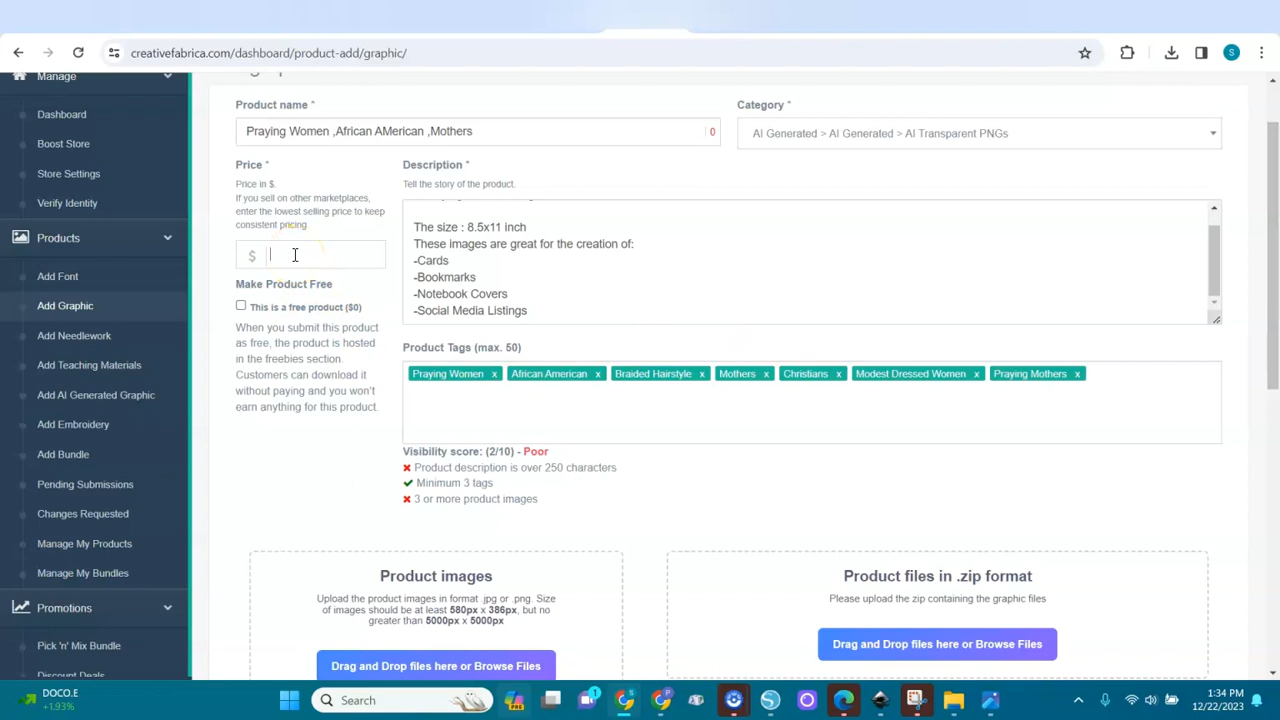 creativefabrica.com/dashboard/product-add/graphic/
S
Manage
Dashboard
Boost Store
Store Settings
Verify Identity
Products
Add Font
Add Graphic
Add Needlework
Add Teaching Materials
Add AI Generated Graphic
Add Embroidery
Add Bundle
Pending Submissions
Changes Requested
Manage My Products
Manage My Bundles
Promotions
Pick 'n' Mix Bundle
Discount Deals
Product name *
Praying Women ,African AMerican ,Mothers
0
Category *
AI Generated > AI Generated > AI Transparent PNGs
Price *
Price in $.
If you sell on other marketplaces,
enter the lowest selling price to keep
consistent pricing
$
Make Product Free
This is a free product ($0)
When you submit this product
as free, the product is hosted
in the freebies section.
Customers can download it
without paying and you won't
earn anything for this product.
Description *
Tell the story of the product.
The size : 8.5x11 inch
These images are great for the creation of:
-Cards
-Bookmarks
-Notebook Covers
-Social Media Listings
Product Tags (max. 50)
Praying Women x African American x Braided Hairstyle x Mothers x Christians x Modest Dressed Women x Praying Mothers x
Visibility score: (2/10) - Poor
Product description is over 250 characters
Minimum 3 tags
3 or more product images
Product images
Upload the product images in format .jpg or .png. Size
of images should be at least 580px x 386px, but no
greater than 5000px x 5000px
Drag and Drop files here or Browse Files
Product files in .zip format
Please upload the zip containing the graphic files
Drag and Drop files here or Browse Files
DOCO.E
+1.93%
Search
1
S
P
1:34 PM
12/22/2023